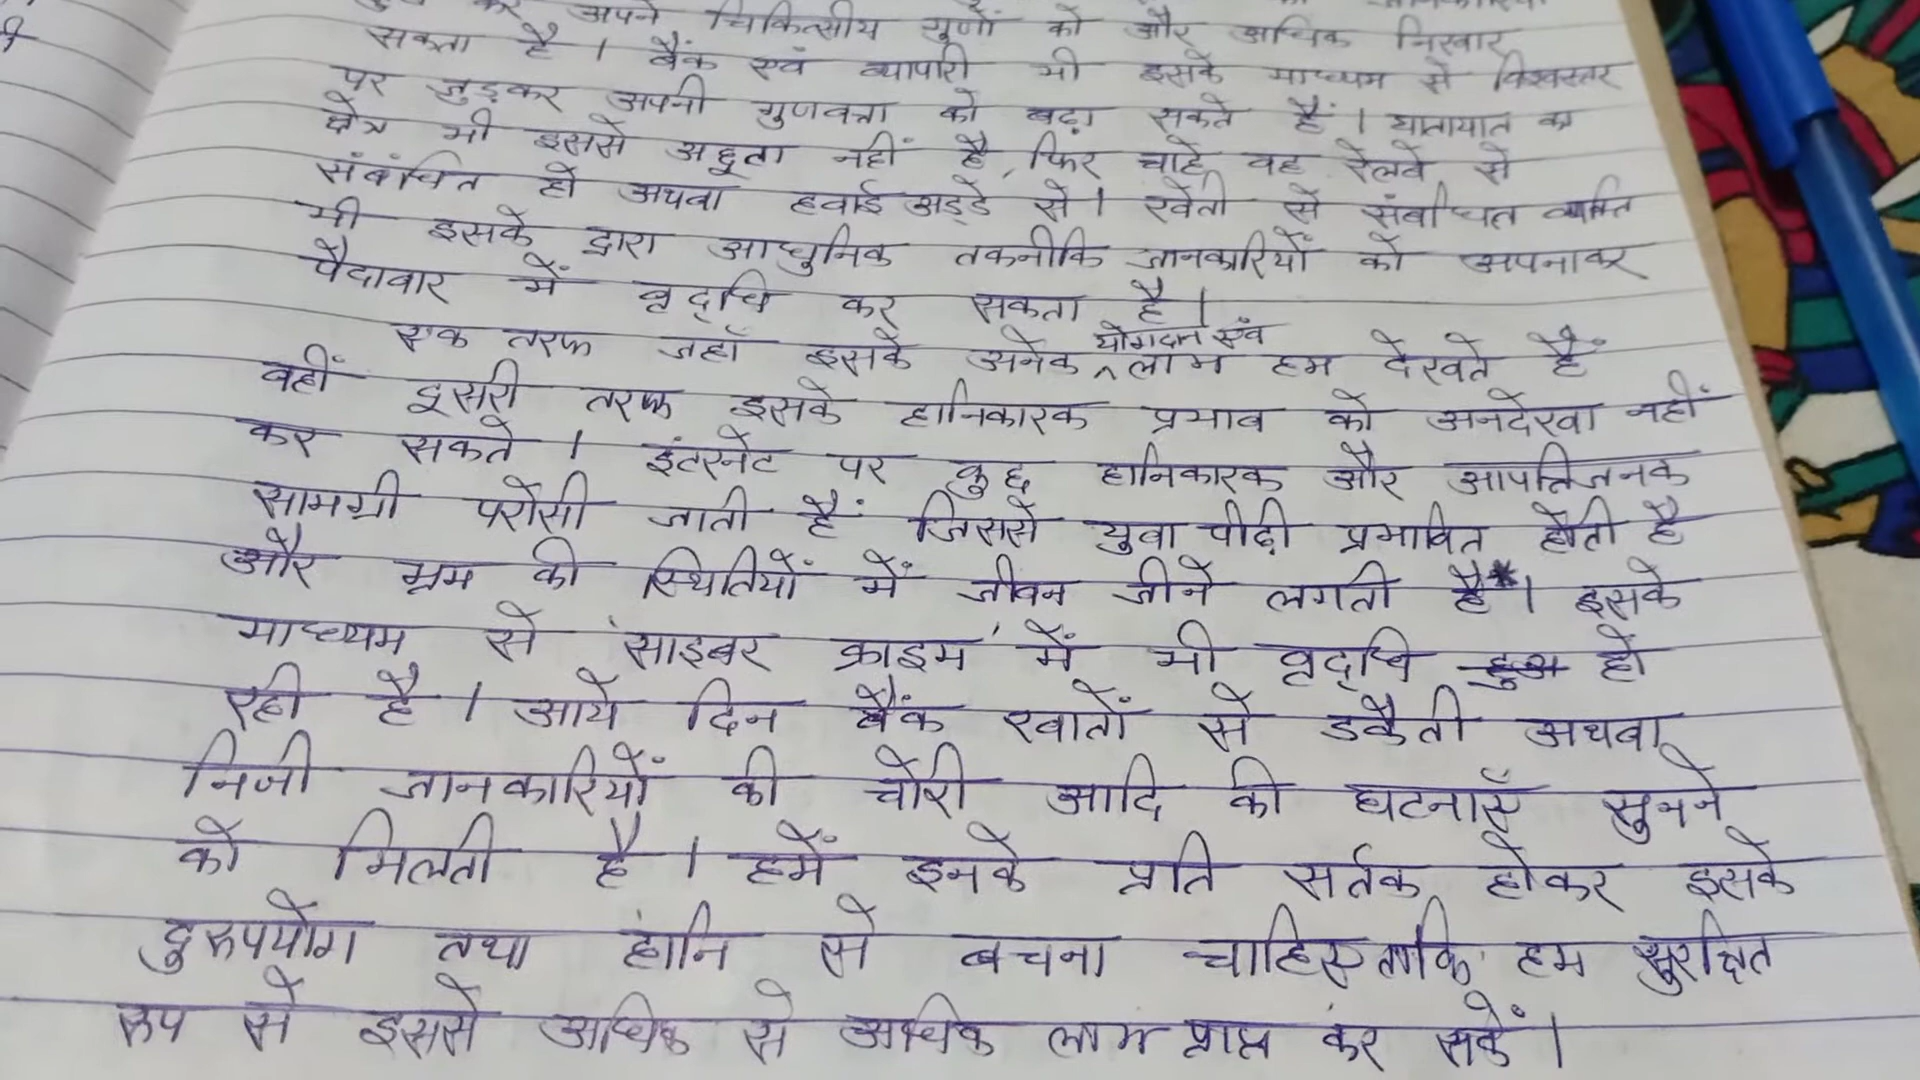 कर अपने चिकित्सीय गुणों को और अधिक निखार
सकता है । बैंक एवं व्यापारी भी इसके माध्यम से विश्वस्तर
पर जुड़कर अपनी गुणवत्ता को बढ़ा सकते हैं । यातायात का
क्षेत्र भी इससे अछूता नहीं है, फिर चाहे वह रेलवे से
संबंधित हो अथवा हवाई अड्डे से । खेती से संबंधित व्यक्ति
भी इसके द्वारा आधुनिक तकनीकि जानकारियों को अपनाकर
पैदावार में वृद्धि कर सकता है ।
एक तरफ जहाँ इसके अनेक ^ योगदान एवं लाभ हम देखते हैं
वहीं दूसरी तरफ इसके हानिकारक प्रभाव को अनदेखा नहीं
कर सकते । इंटरनेट पर कुछ हानिकारक और आपत्तिजनक
सामग्री परोसी जाती हैं जिससे युवा पीढ़ी प्रभावित होती है
और भ्रम की स्थितियों में जीवन जीने लगती है* । इसके
माध्यम से 'साइबर क्राइम' में भी वृद्धि हो
रही है । आये दिन बैंक खातों से डकैती अथवा
निजी जानकारियों की चोरी आदि की घटनाएँ सुनने
को मिलती है । हमें इनके प्रति सर्तक होकर इसके
दुरुपयोग तथा हानि से बचना चाहिए ताकि हम सुरक्षित
रूप से इससे अधिक से अधिक लाभ प्राप्त कर सकें ।